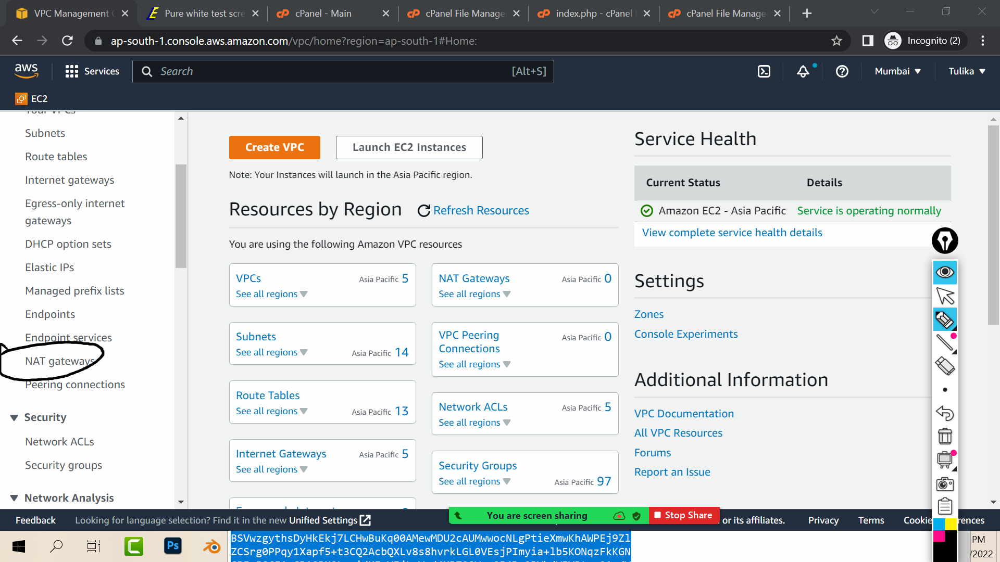 VPC Management
Pure white test scre
cPanel - Main
cPanel File Manage
index.php - cPanel
cPanel File Manage
ap-south-1.console.aws.amazon.com/vpc/home?region=ap-south-1#Home:
Incognito (2)
aws
Services
Search
[Alt+S]
Mumbai
Tulika
EC2
Your VPCs
Subnets
Route tables
Internet gateways
Egress-only internet
gateways
DHCP option sets
Elastic IPs
Managed prefix lists
Endpoints
Endpoint services
NAT gateways
Peering connections
Security
Network ACLs
Security groups
Network Analysis
Create VPC
Launch EC2 Instances
Note: Your Instances will launch in the Asia Pacific region.
Resources by Region
Refresh Resources
You are using the following Amazon VPC resources
VPCs
Asia Pacific 5
See all regions
NAT Gateways
Asia Pacific 0
See all regions
Subnets
See all regions
Asia Pacific 14
VPC Peering
Connections
Asia Pacific 0
See all regions
Route Tables
See all regions
Asia Pacific 13
Network ACLs
Asia Pacific 5
See all regions
Internet Gateways
Asia Pacific 5
See all regions
Security Groups
See all regions
Asia Pacific 97
Service Health
Current Status
Details
Amazon EC2 - Asia Pacific
Service is operating normally
View complete service health details
Settings
Zones
Console Experiments
Additional Information
VPC Documentation
All VPC Resources
Forums
Report an Issue
Feedback
Looking for language selection? Find it in the new Unified Settings
You are screen sharing
Stop Share
or its affiliates.
Privacy
Terms
Cookie
rences
Ps
BSVwzgythsDyHkEkj7LCHwBuKq00AMewMDU2cAUMwwocNLgPtieXmwKhAWPEj9Zl
ZCSrg0PPqy1Xapf5+t3CQ2AcbQXLv8s8hvrkLGL0VEsjPImyia+lb5KONqzFkKGN
PM
/2022